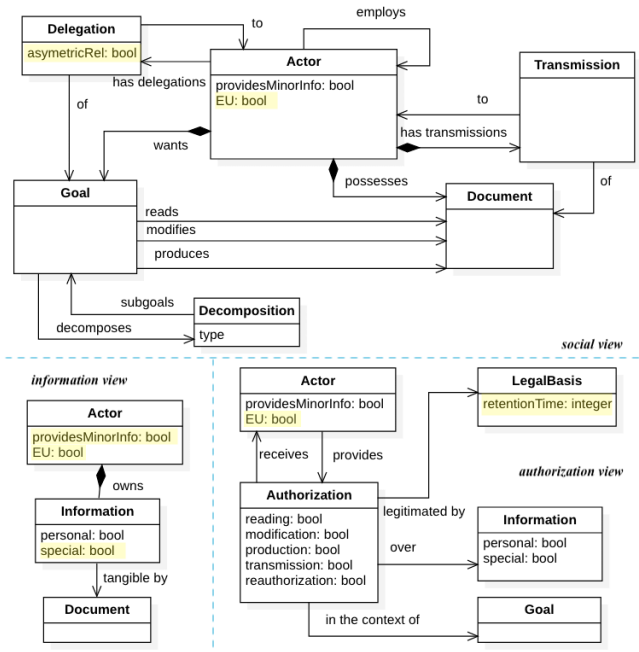 employs
Delegation
to
asymetricRel: bool
Actor
has delegations
providesMinorInfo: bool
EU: bool
Transmission
of
to
wants
has transmissions
possesses
of
Goal
Document
reads
modifies
produces
subgoals
Decomposition
decomposes
type
social view
information view
Actor
providesMinorInfo: bool
EU: bool
owns
Information
personal: bool
special: bool
tangible by
Document
Actor
providesMinorInfo: bool
EU: bool
LegalBasis
retentionTime: integer
receives
provides
authorization view
Authorization
legitimated by
reading: bool
modification: bool
production: bool
transmission: bool
reauthorization: bool
over
Information
personal: bool
special: bool
in the context of
Goal